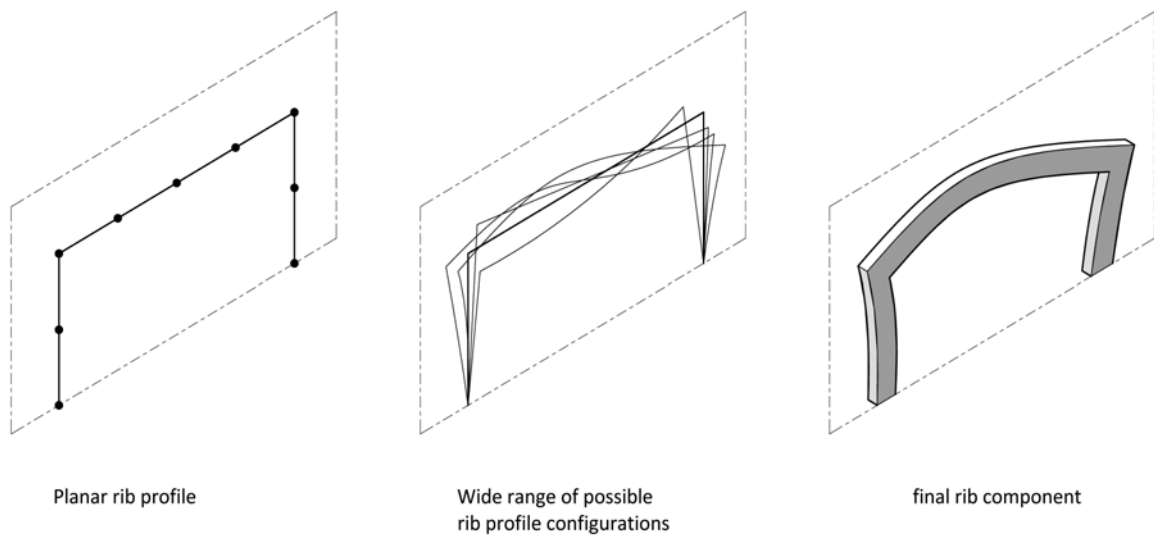 Planar rib profile
Wide range of possible
rib profile configurations
final rib component